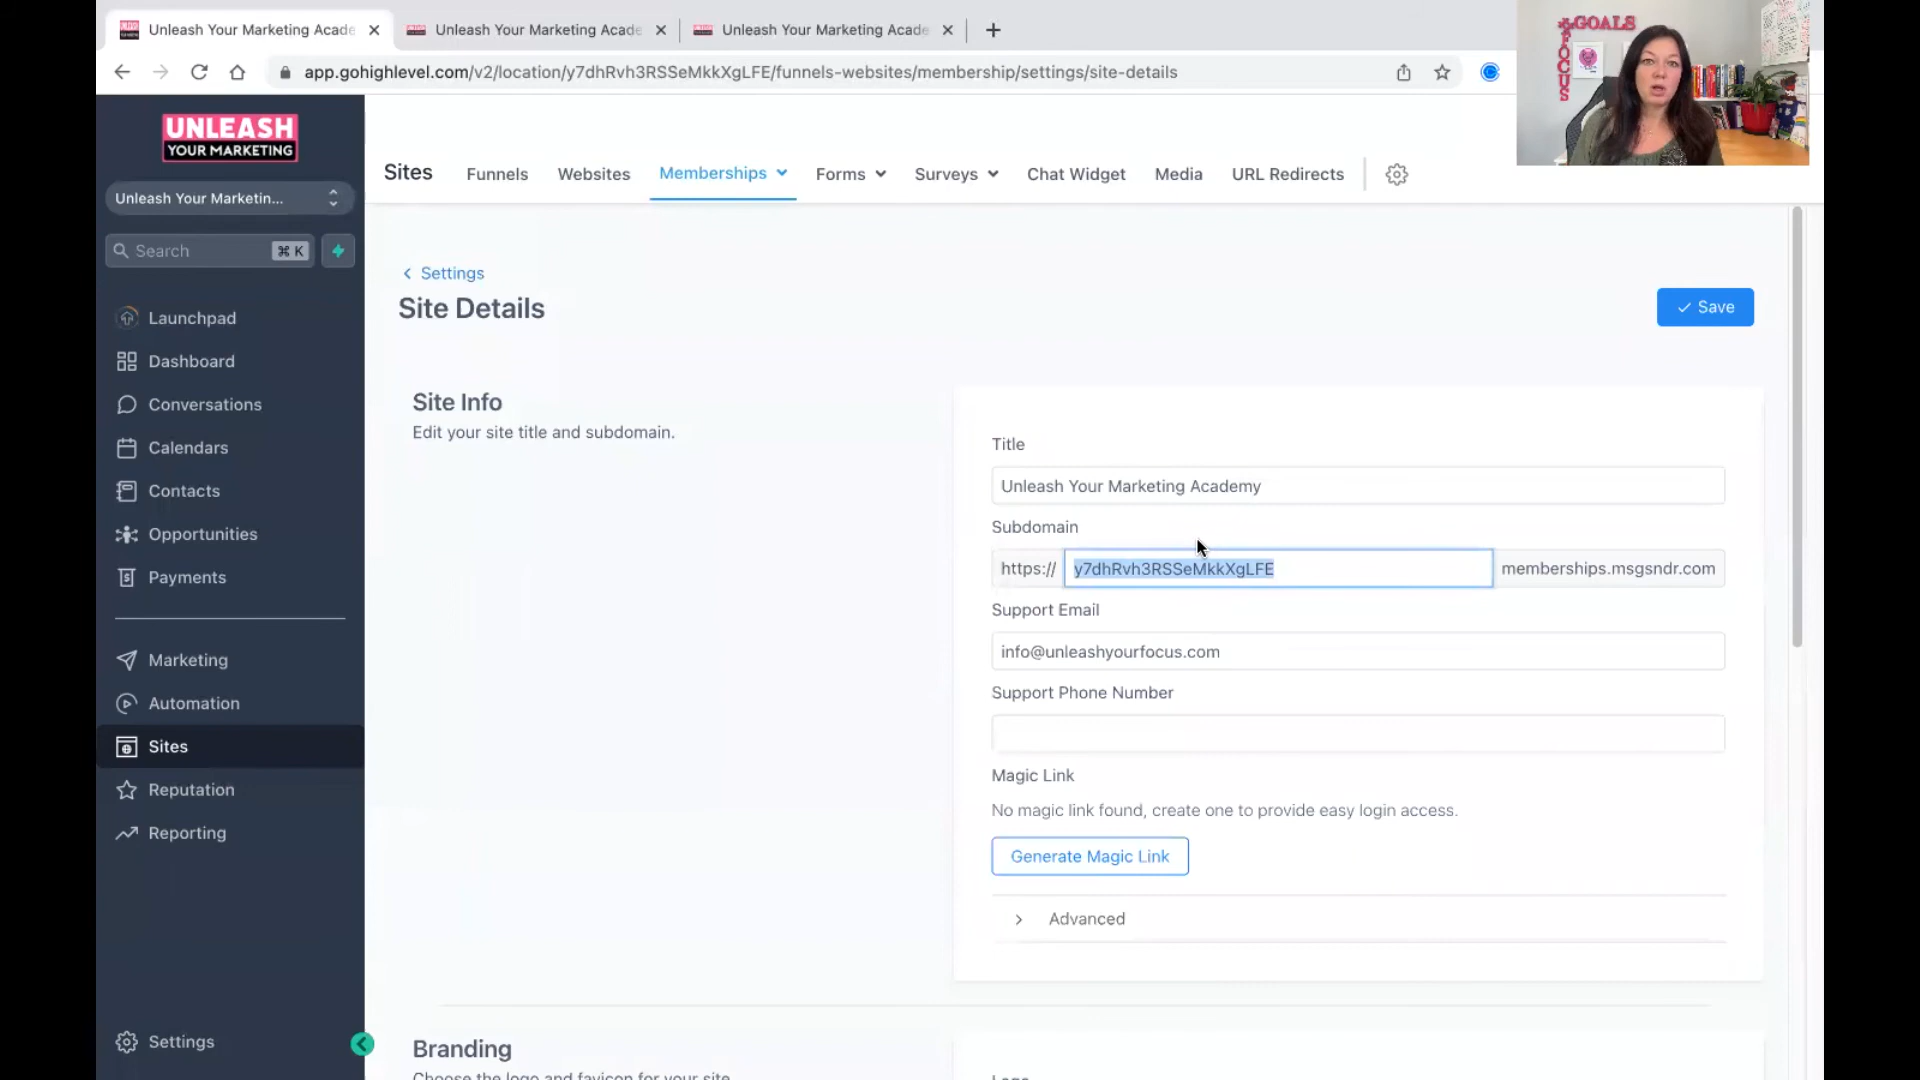 Unleash Your Marketing Acade
Unleash Your Marketing Acade
Unleash Your Marketing Acade
app.gohighlevel.com/v2/location/y7dhRvh3RSSeMkkXgLFE/funnels-websites/membership/settings/site-details
GOALS
FOCUS
UNLEASH
YOUR MARKETING
Unleash Your Marketin...
Search ⌘ K
Launchpad
Dashboard
Conversations
Calendars
Contacts
Opportunities
Payments
Marketing
Automation
Sites
Reputation
Reporting
Settings
Sites Funnels Websites Memberships Forms Surveys Chat Widget Media URL Redirects
Settings
Site Details
Save
Site Info
Edit your site title and subdomain.
Title
Unleash Your Marketing Academy
Subdomain
https:// y7dhRvh3RSSeMkkXgLFE memberships.msgsndr.com
Support Email
info@unleashyourfocus.com
Support Phone Number
Magic Link
No magic link found, create one to provide easy login access.
Generate Magic Link
Advanced
Branding
Choose the logo and favicon for your site
Logo